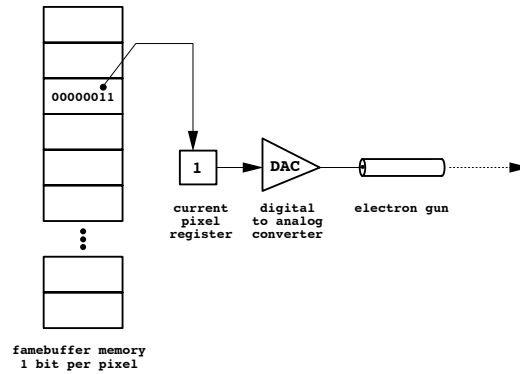 00000011
1
DAC
current
pixel
register
digital
to analog
converter
electron gun
famebuffer memory
1 bit per pixel